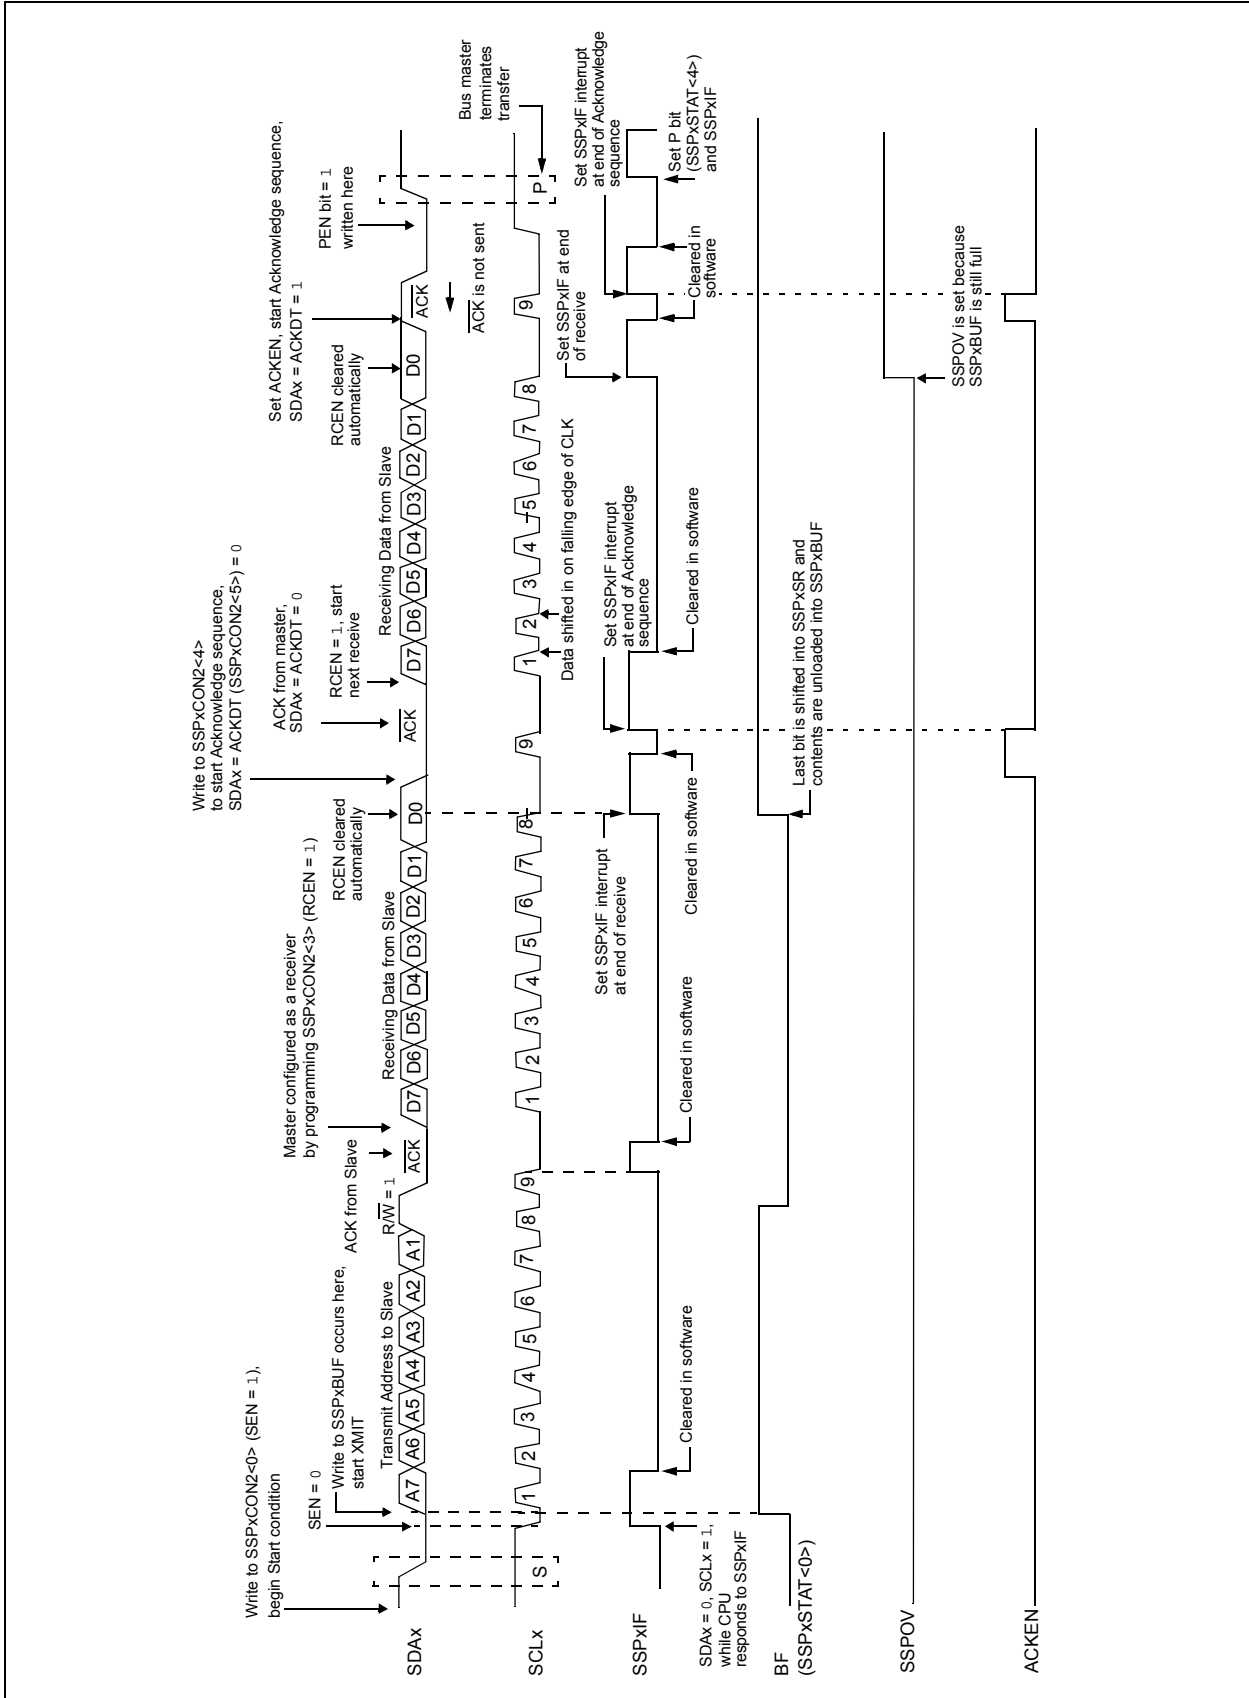 Write to SSPxCON2<0> (SEN = 1),
begin Start condition
SEN = 0
Write to SSPxBUF occurs here,
start XMIT
ACK from Slave
Master configured as a receiver
by programming SSPxCON2<3> (RCEN = 1)
RCEN cleared
automatically
Write to SSPxCON2<4>
to start Acknowledge sequence,
SDAx = ACKDT (SSPxCON2<5>) = 0
ACK from master,
SDAx = ACKDT = 0
RCEN = 1, start
next receive
RCEN cleared
automatically
Set ACKEN, start Acknowledge sequence,
SDAx = ACKDT = 1
PEN bit = 1
written here
Bus master
terminates
transfer
Transmit Address to Slave
R/W = 1
Receiving Data from Slave
Receiving Data from Slave
SDAx
A7 A6 A5 A4 A3 A2 A1
ACK
D7 D6 D5 D4 D3 D2 D1 D0
ACK
D7 D6 D5 D4 D3 D2 D1 D0
ACK
ACK is not sent
SCLx
S
1 2 3 4 5 6 7 8 9
1 2 3 4 5 6 7 8 9
1 2 3 4 5 6 7 8 9
P
Data shifted in on falling edge of CLK
Set SSPxIF interrupt
at end of receive
Set SSPxIF interrupt
at end of Acknowledge
sequence
Set SSPxIF at end
of receive
Set SSPxIF interrupt
at end of Acknowledge
sequence
SSPxIF
SDAx = 0, SCLx = 1,
while CPU
responds to SSPxIF
Cleared in software
Cleared in software
Cleared in software
Cleared in software
Cleared in
software
Set P bit
(SSPxSTAT<4>)
and SSPxIF
BF
(SSPxSTAT<0>)
Last bit is shifted into SSPxSR and
contents are unloaded into SSPxBUF
SSPOV
SSPOV is set because
SSPxBUF is still full
ACKEN